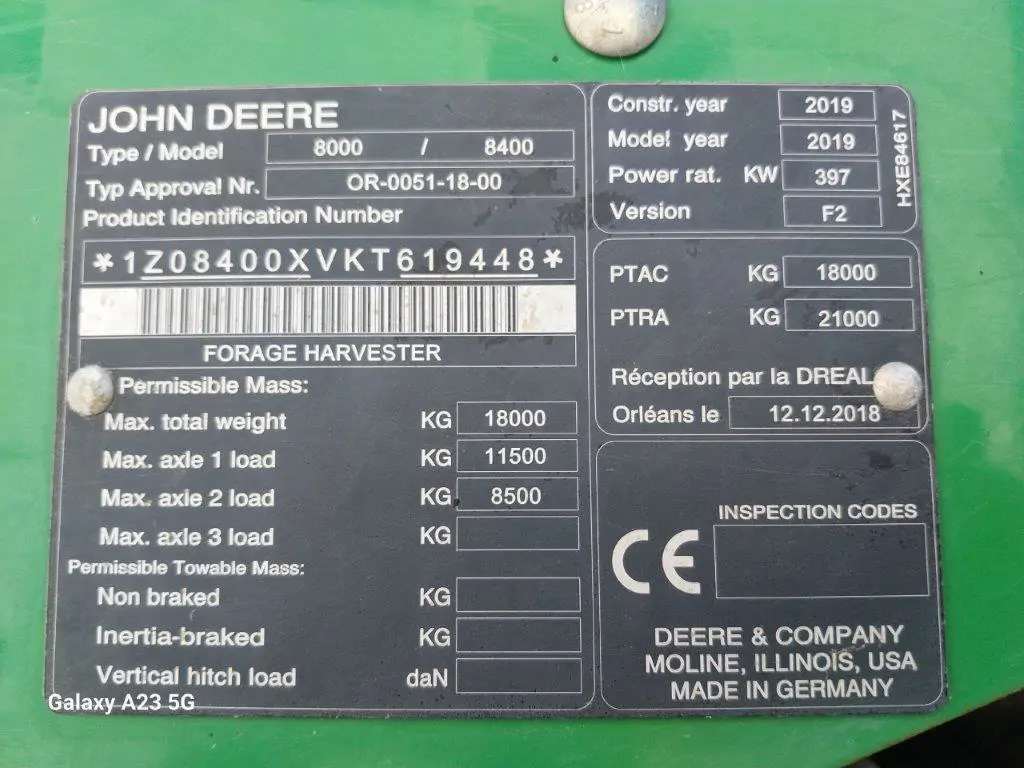 JOHN DEERE
Type / Model 8000 / 8400
Typ Approval Nr. OR-0051-18-00
Product Identification Number
*1Z08400XVKT619448*
FORAGE HARVESTER
Permissible Mass:
Max. total weight KG 18000
Max. axle 1 load KG 11500
Max. axle 2 load KG 8500
Max. axle 3 load KG
Permissible Towable Mass:
Non braked KG
Inertia-braked KG
Vertical hitch load daN
Constr. year 2019
Model year 2019
Power rat. KW 397
Version F2
HXE84617
PTAC KG 18000
PTRA KG 21000
Réception par la DREAL
Orléans le 12.12.2018
INSPECTION CODES
CE
DEERE & COMPANY
MOLINE, ILLINOIS, USA
MADE IN GERMANY
Galaxy A23 5G